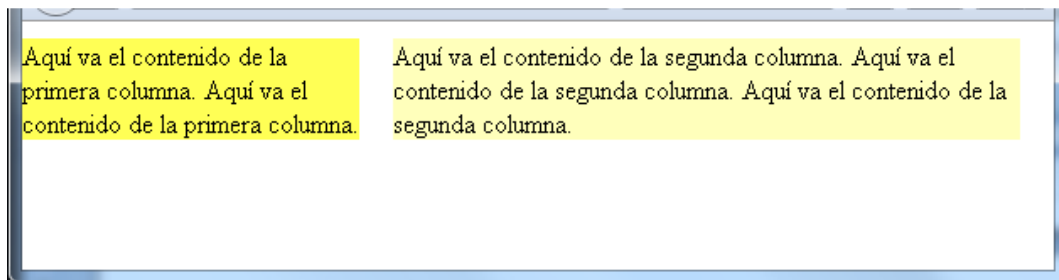 Aquí va el contenido de la
primera columna. Aquí va el
contenido de la primera columna.
Aquí va el contenido de la segunda columna. Aquí va el
contenido de la segunda columna. Aquí va el contenido de la
segunda columna.